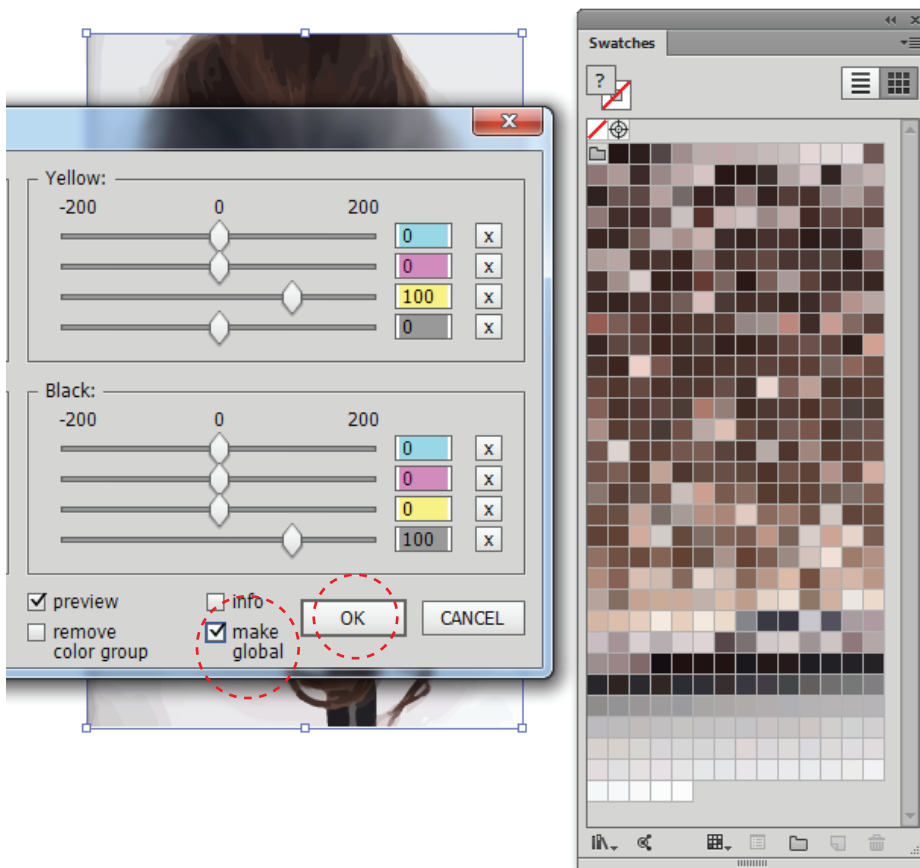 Swatches
?
x
Yellow:
-200 0 200
0 x
0 x
100 x
0 x
Black:
-200 0 200
0 x
0 x
0 x
100 x
preview
info
OK
CANCEL
remove
color group
make
global